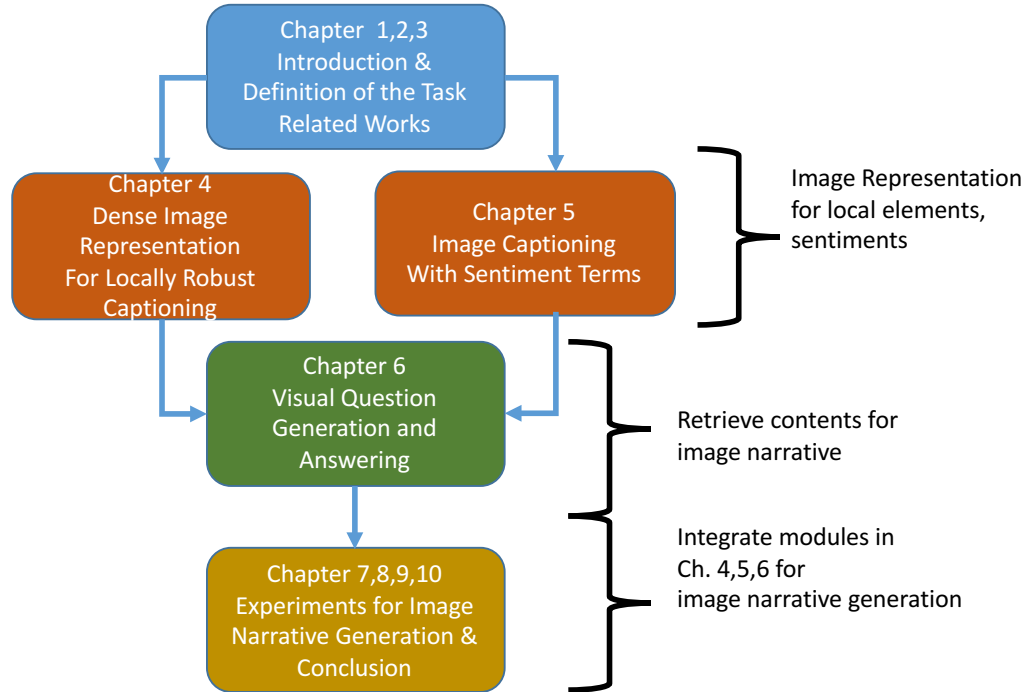 Chapter 1,2,3
Introduction &
Definition of the Task
Related Works
Chapter 4
Dense Image
Representation
For Locally Robust
Captioning
Chapter 5
Image Captioning
With Sentiment Terms
Image Representation
for local elements,
sentiments
Chapter 6
Visual Question
Generation and
Answering
Retrieve contents for
image narrative
Chapter 7,8,9,10
Experiments for Image
Narrative Generation &
Conclusion
Integrate modules in
Ch. 4,5,6 for
image narrative generation